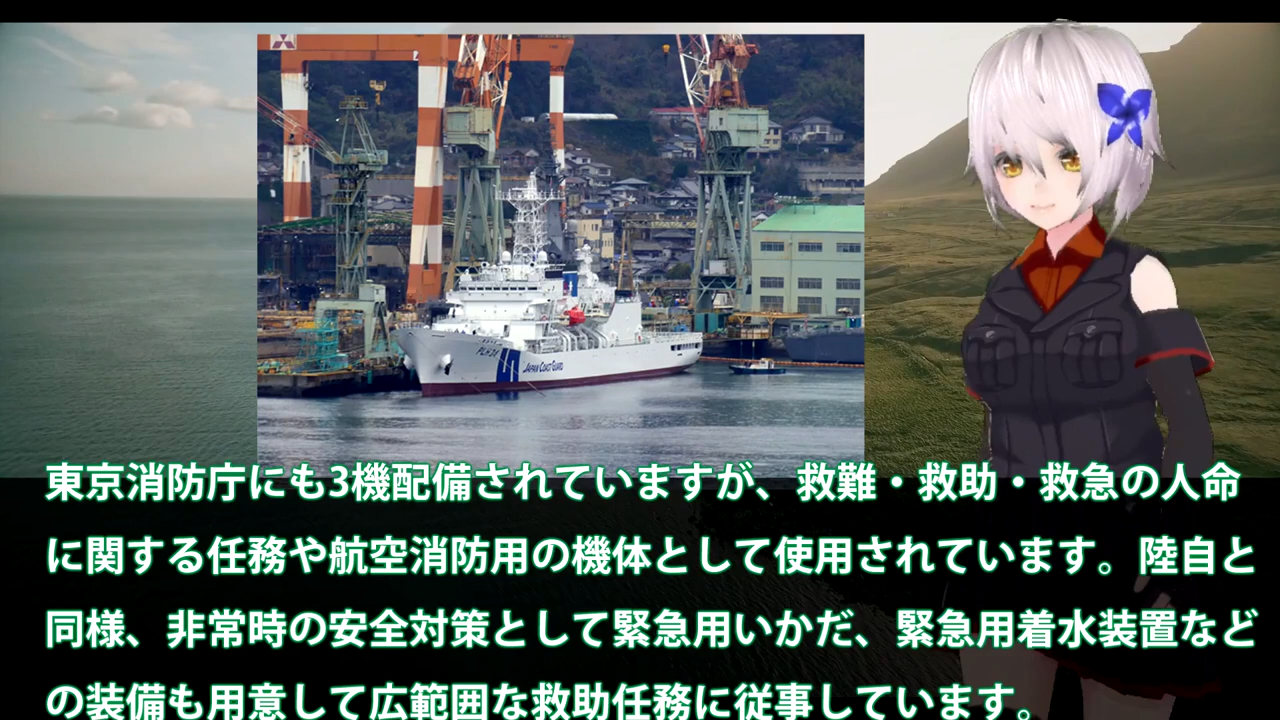 PLH31
JAPAN COAST GUARD
東京消防庁にも3機配備されていますが、救難・救助・救急の人命
に関する任務や航空消防用の機体として使用されています。陸自と
同様、非常時の安全対策として緊急用いかだ、緊急用着水装置など
の装備も用意して広範囲な救助任務に従事しています。